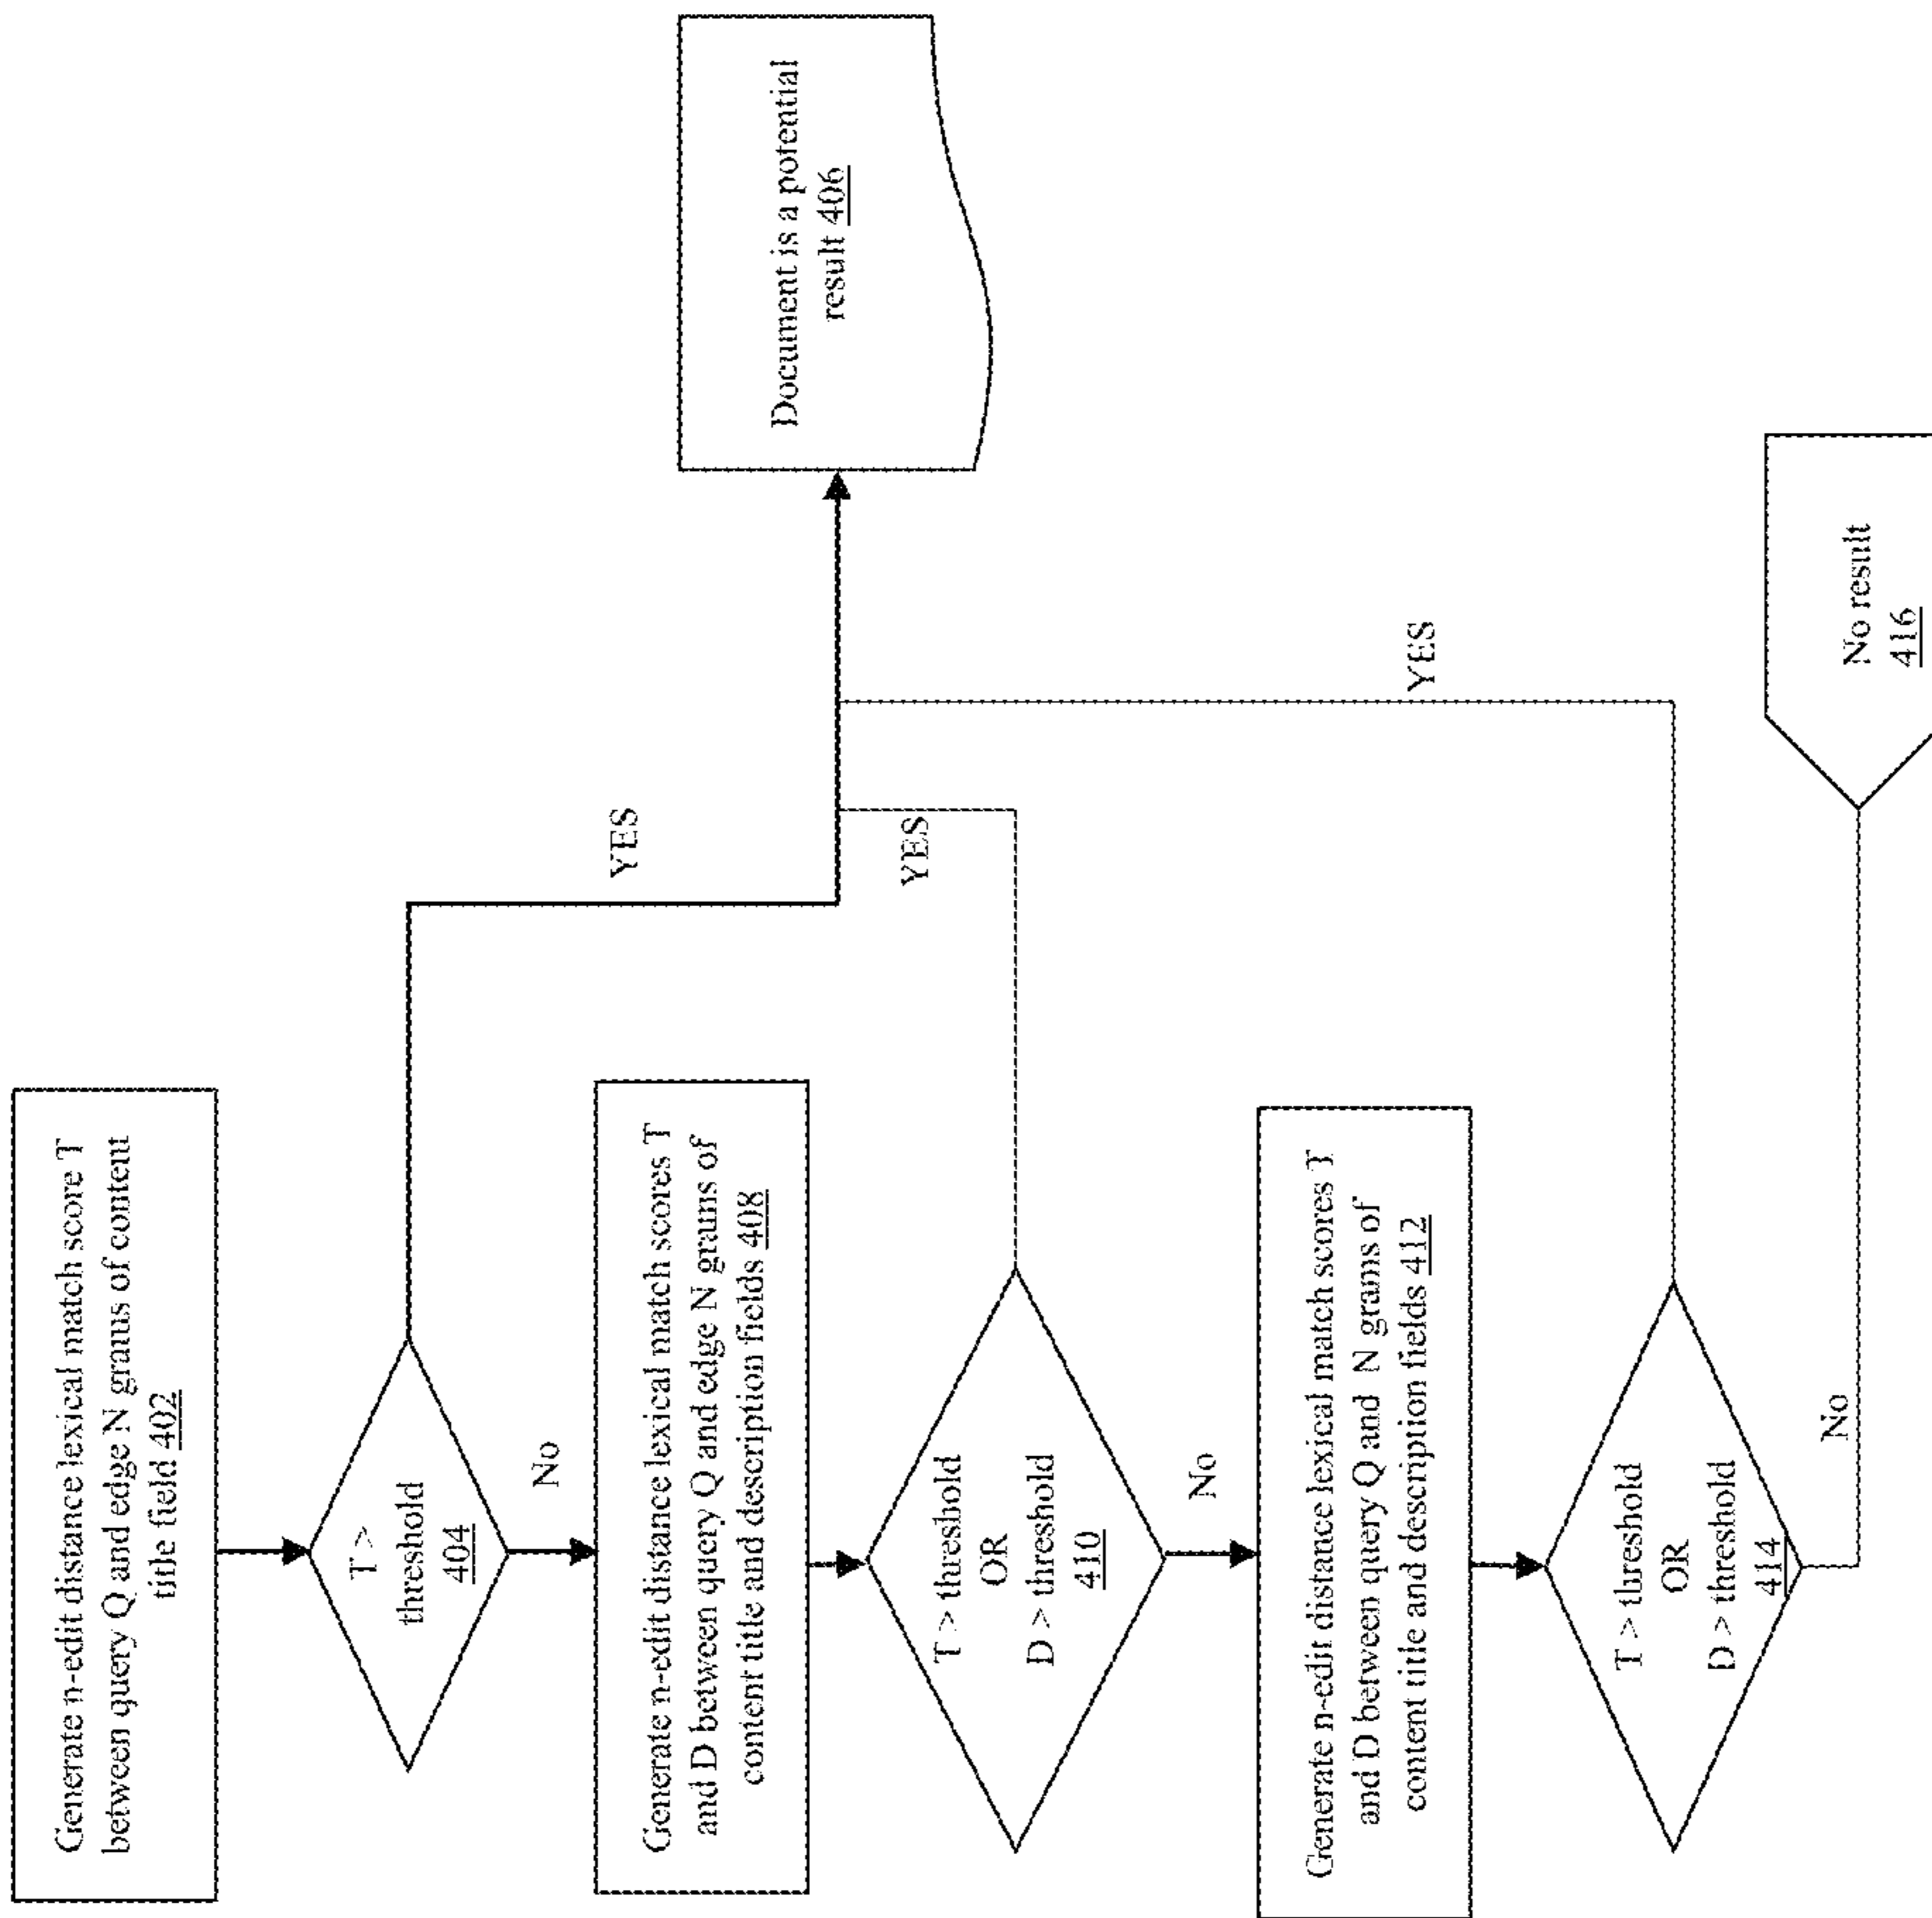 Generate n-edit distance lexical match score T
between query Q and edge N grams of content
title field 402
T >
threshold
404
YES
No
Document is a potential
result 406
Generate n-edit distance lexical match scores T
and D between query Q and edge N grams of
content title and description fields 408
T > threshold
OR
D > threshold
410
YES
No
Generate n-edit distance lexical match scores T
and D between query Q and N grams of
content title and description fields 412
T > threshold
OR
D > threshold
414
YES
No
No result
416